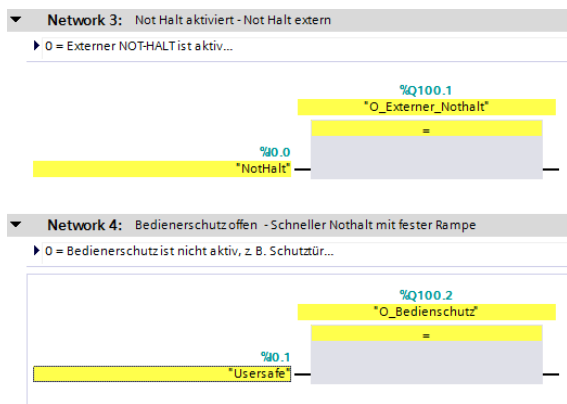 Network 3: Not Halt aktiviert - Not Halt extern
0 = Externer NOT-HALT ist aktiv...
%Q100.1
"O_Externer_Nothalt"
=
%I0.0
"NotHalt"
Network 4: Bedienerschutz offen - Schneller Nothalt mit fester Rampe
0 = Bedienerschutz ist nicht aktiv, z. B. Schutztür...
%Q100.2
"O_Bedienschutz"
=
%I0.1
"Usersafe"